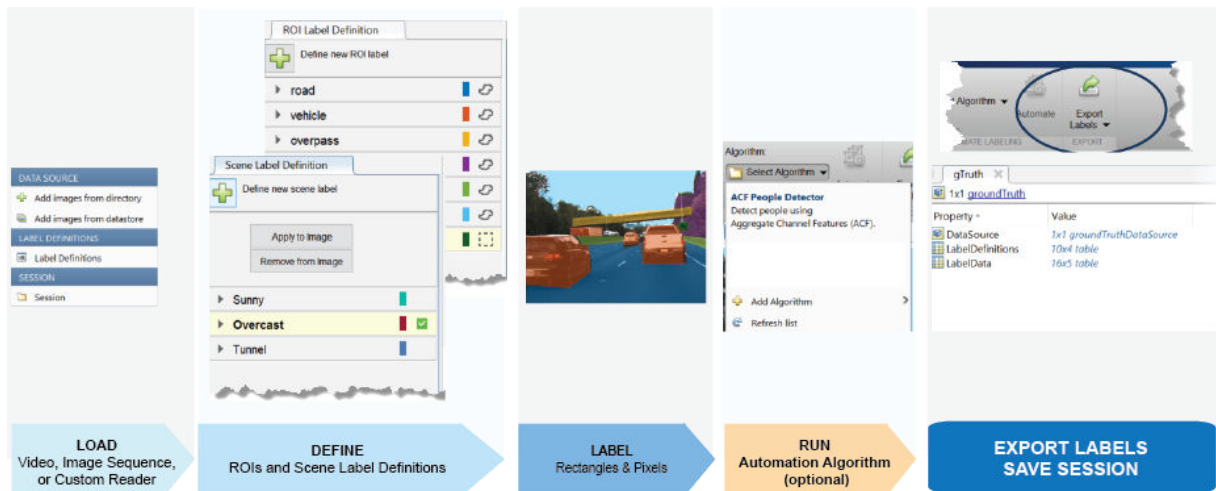 DATA SOURCE
Add images from directory
Add images from datastore
LABEL DEFINITIONS
Label Definitions
SESSION
Session
ROI Label Definition
Define new ROI label
road
vehicle
overpass
Scene Label Definition
Define new scene label
Apply to Image
Remove from Image
Sunny
Overcast
Tunnel
Algorithm:
Select Algorithm
ACF People Detector
Detect people using
Aggregate Channel Features (ACF).
Add Algorithm
Refresh list
Algorithm
Automate
Export
Labels
MATE LABELING
EXPORT
gTruth
1x1 groundTruth
Property
Value
DataSource
1x1 groundTruthDataSource
LabelDefinitions
10x4 table
LabelData
16x5 table
LOAD
Video, Image Sequence,
or Custom Reader
DEFINE
ROIs and Scene Label Definitions
LABEL
Rectangles & Pixels
RUN
Automation Algorithm
(optional)
EXPORT LABELS
SAVE SESSION